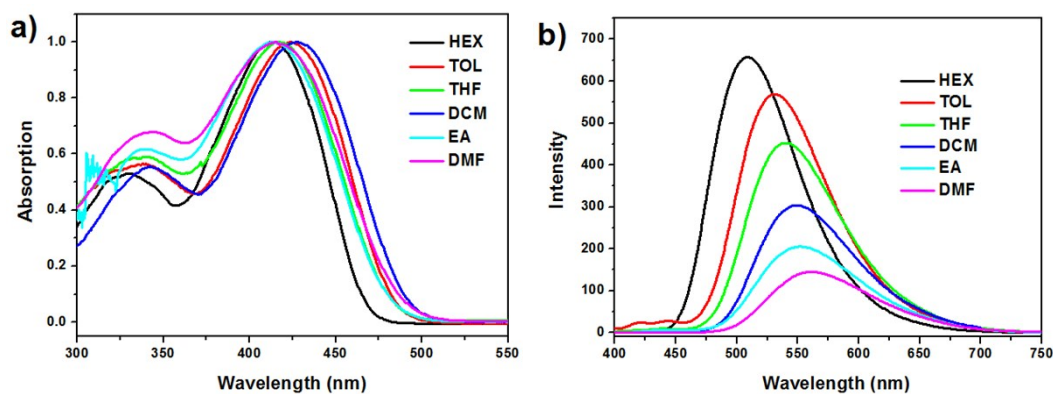 a)
Absorption
1.0
0.8
0.6
0.4
0.2
0.0
300
350
400
450
500
550
Wavelength (nm)
HEX
TOL
THF
DCM
EA
DMF
b)
Intensity
700
600
500
400
300
200
100
0
400
450
500
550
600
650
700
750
Wavelength (nm)
HEX
TOL
THF
DCM
EA
DMF